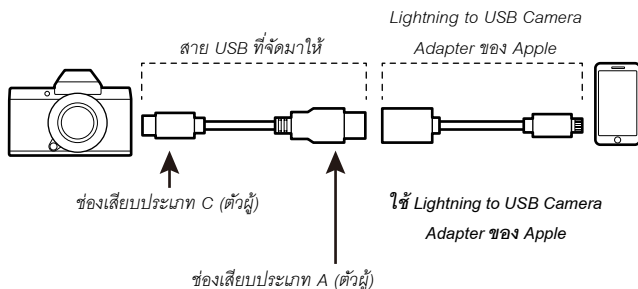 สาย USB ที่จัดมาให้
Lightning to USB Camera
Adapter ของ Apple
ช่องเสียบประเภท C (ตัวผู้)
ใช้ Lightning to USB Camera
Adapter ของ Apple
ช่องเสียบประเภท A (ตัวผู้)